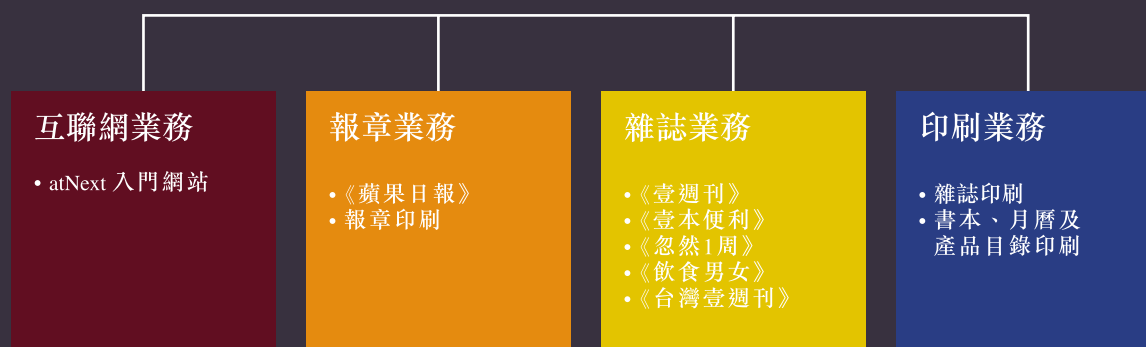 互聯網業務
• atNext 入門網站
報章業務
•《蘋果日報》
• 報章印刷
雜誌業務
•《壹週刊》
•《壹本便利》
•《忽然1周》
•《飲食男女》
•《台灣壹週刊》
印刷業務
• 雜誌印刷
• 書本、月曆及
產品目錄印刷